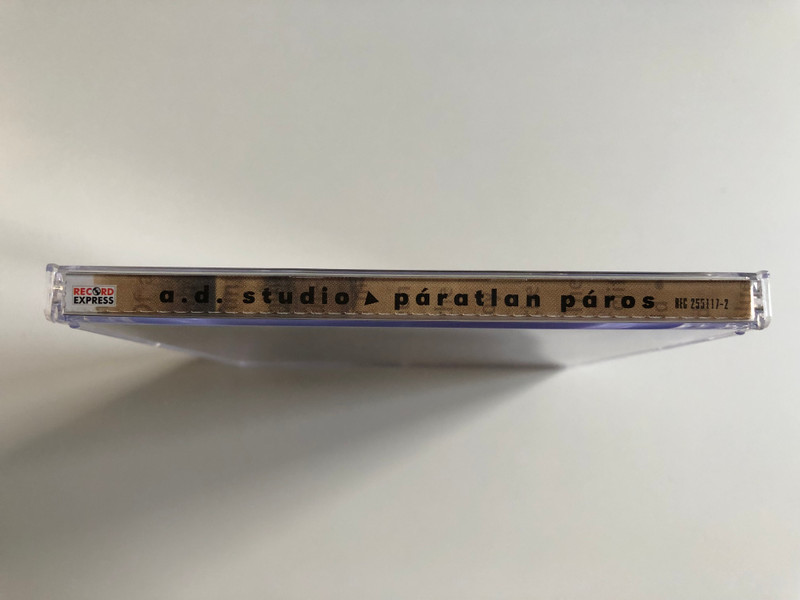 RECORD
EXPRESS
a.d. studio ▶ páratlan páros REC 255117-2